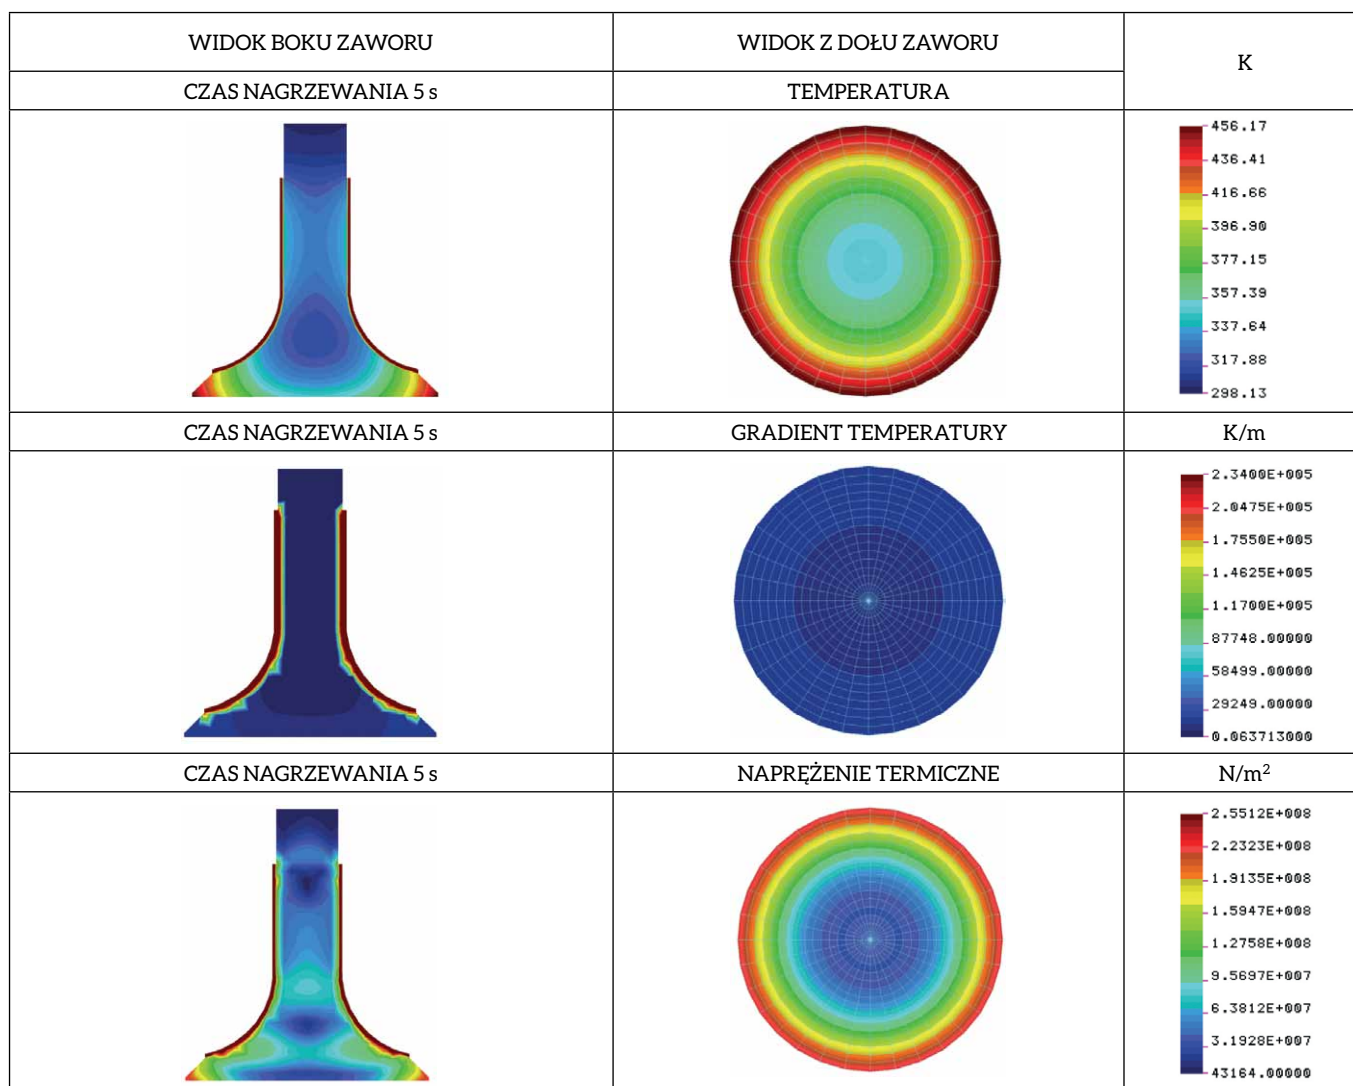 WIDOK BOKU ZAWORU
WIDOK Z DOŁU ZAWORU
K
CZAS NAGRZEWANIA 5 s
TEMPERATURA
456.17
436.41
416.66
396.90
377.15
357.39
337.64
317.88
298.13
CZAS NAGRZEWANIA 5 s
GRADIENT TEMPERATURY
K/m
2.3400E+005
2.0475E+005
1.7550E+005
1.4625E+005
1.1700E+005
87748.00000
58499.00000
29249.00000
0.063713000
CZAS NAGRZEWANIA 5 s
NAPRĘŻENIE TERMICZNE
N/m²
2.5512E+008
2.2323E+008
1.9135E+008
1.5947E+008
1.2758E+008
9.5697E+007
6.3812E+007
3.1928E+007
43164.00000